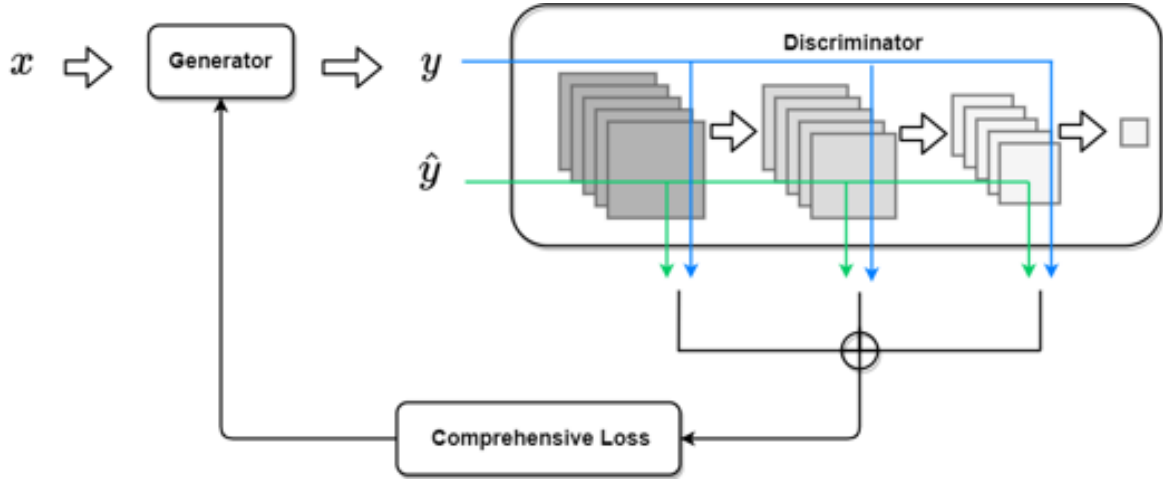 Discriminator
x
Generator
y
ŷ
Comprehensive Loss